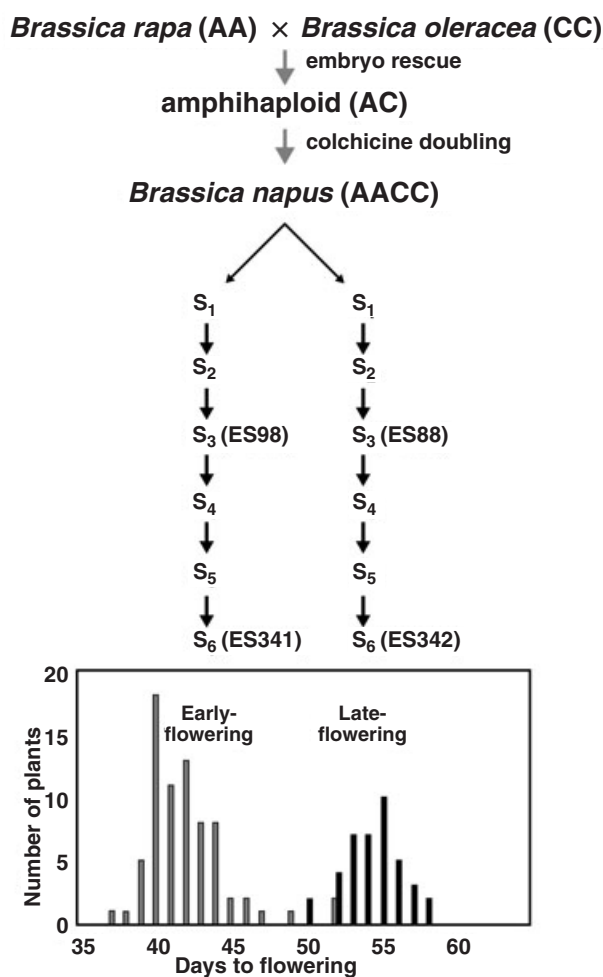 Brassica rapa (AA) × Brassica oleracea (CC)
embryo rescue
amphihaploid (AC)
colchicine doubling
Brassica napus (AACC)
S1 S1
S2 S2
S3 (ES98) S3 (ES88)
S4 S4
S5 S5
S6 (ES341) S6 (ES342)
20
15
10
5
0
Number of plants
Early-
flowering
Late-
flowering
35 40 45 50 55 60
Days to flowering